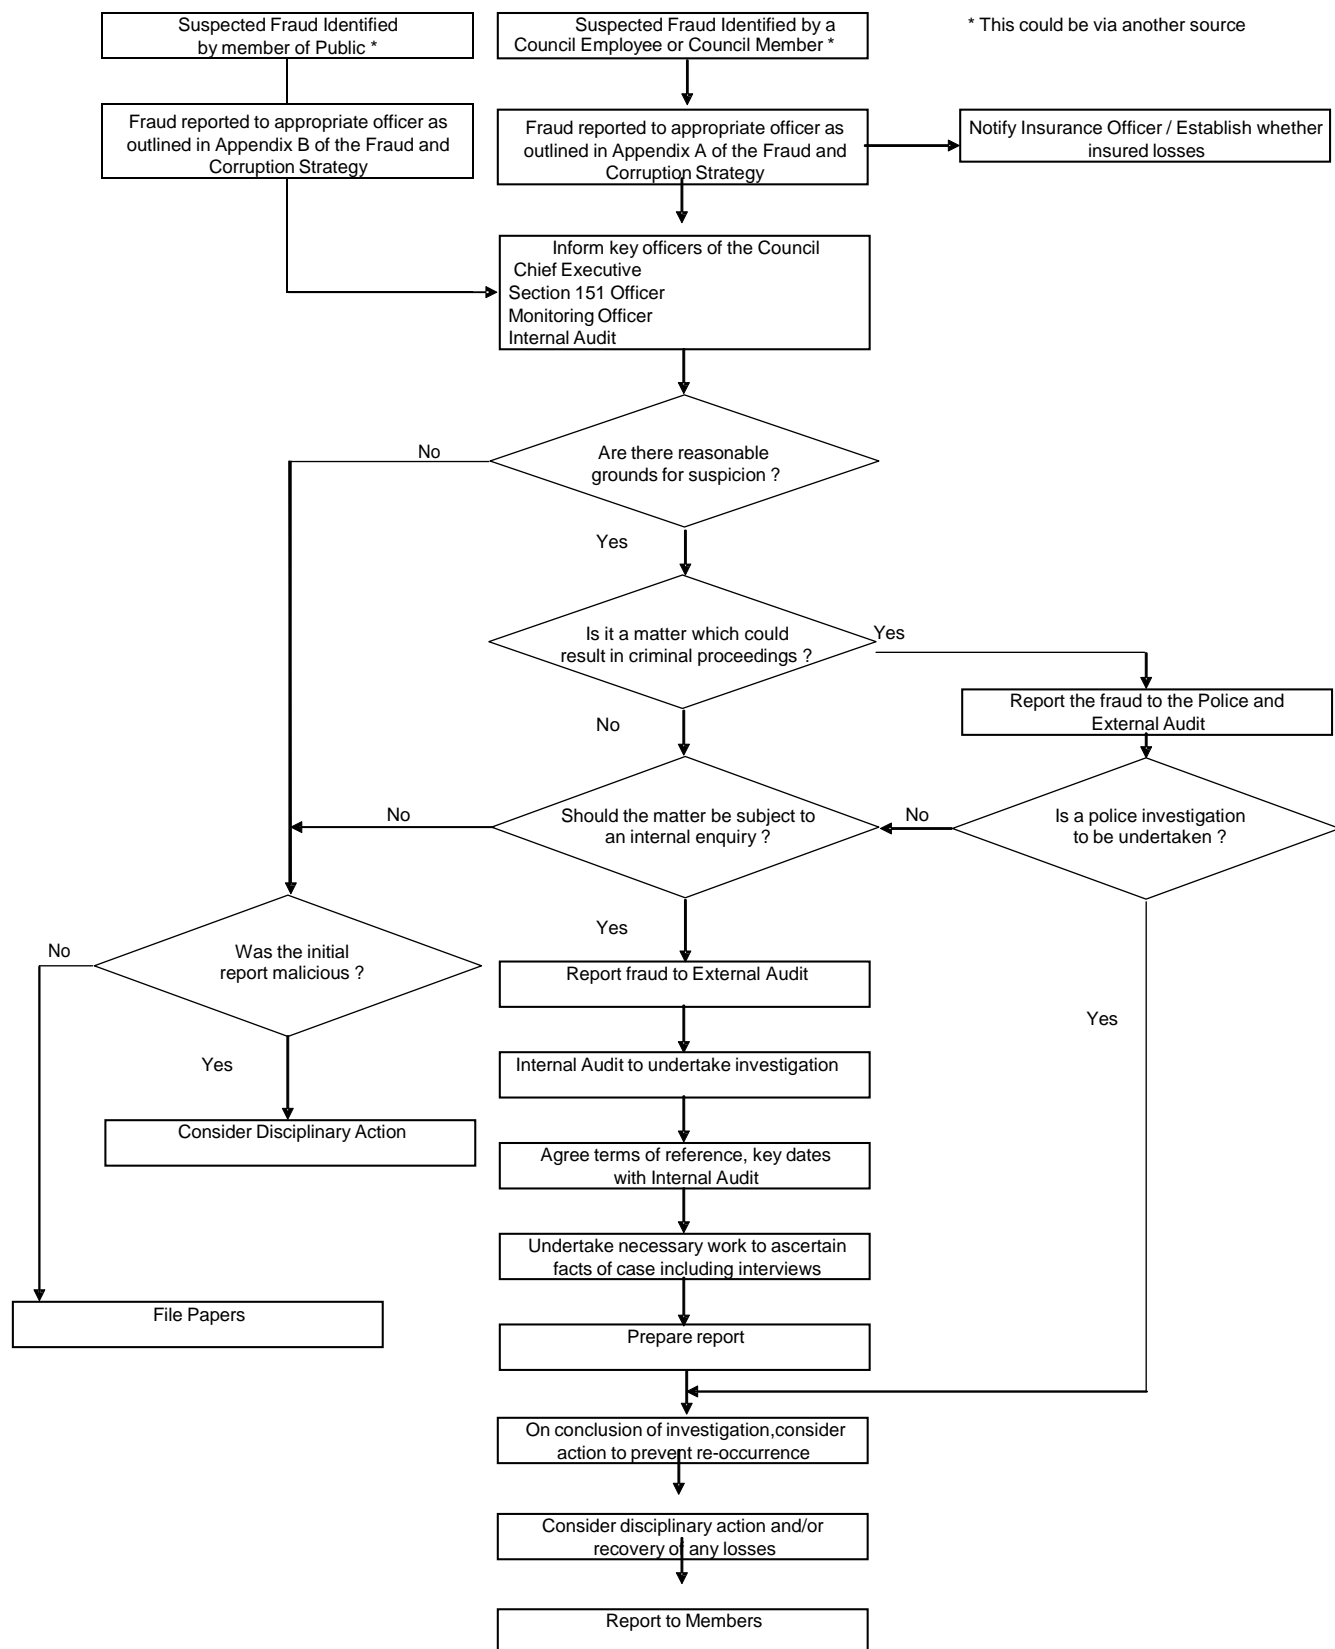 Suspected Fraud Identified
by member of Public *
Suspected Fraud Identified by a
Council Employee or Council Member *
* This could be via another source
Fraud reported to appropriate officer as
outlined in Appendix B of the Fraud and
Corruption Strategy
Fraud reported to appropriate officer as
outlined in Appendix A of the Fraud and
Corruption Strategy
Notify Insurance Officer / Establish whether
insured losses
Inform key officers of the Council
Chief Executive
Section 151 Officer
Monitoring Officer
Internal Audit
No
Are there reasonable
grounds for suspicion ?
Yes
Is it a matter which could
result in criminal proceedings ?
Yes
No
Report the fraud to the Police and
External Audit
No
Should the matter be subject to
an internal enquiry ?
No
Is a police investigation
to be undertaken ?
Yes
No
Was the initial
report malicious ?
Report fraud to External Audit
Yes
Yes
Internal Audit to undertake investigation
Consider Disciplinary Action
Agree terms of reference, key dates
with Internal Audit
Undertake necessary work to ascertain
facts of case including interviews
File Papers
Prepare report
On conclusion of investigation,consider
action to prevent re-occurrence
Consider disciplinary action and/or
recovery of any losses
Report to Members